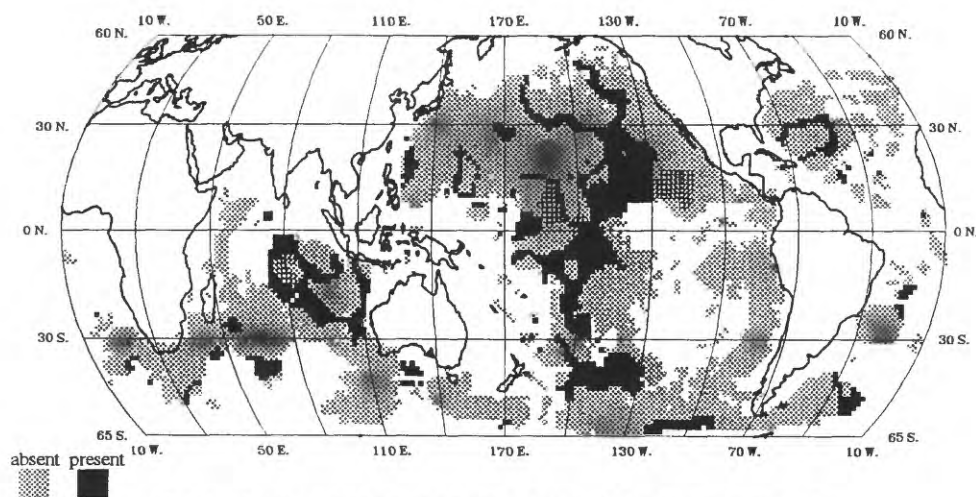 10 W. 50 E. 110 E. 170 E. 130 W. 70 W. 10 W.
60 N. 60 N.
30 N. 30 N.
0 N. 0 N.
30 S. 30 S.
65 S. 65 S.
10 W. 50 E. 110 E. 170 E. 130 W. 70 W. 10 W.
absent present